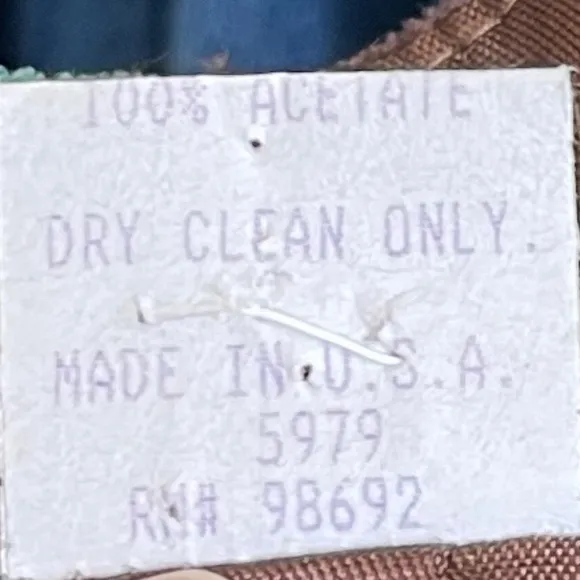 100% ACETATE
DRY CLEAN ONLY.
MADE IN U.S.A.
5979
RN# 98692